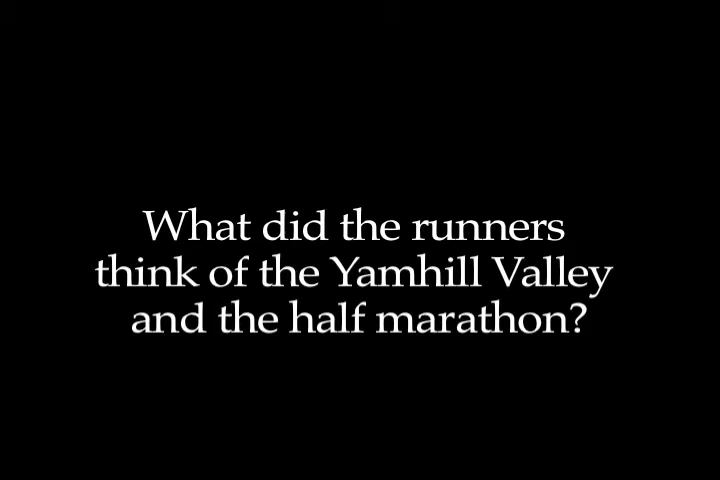 What did the runners
think of the Yamhill Valley
and the half marathon?